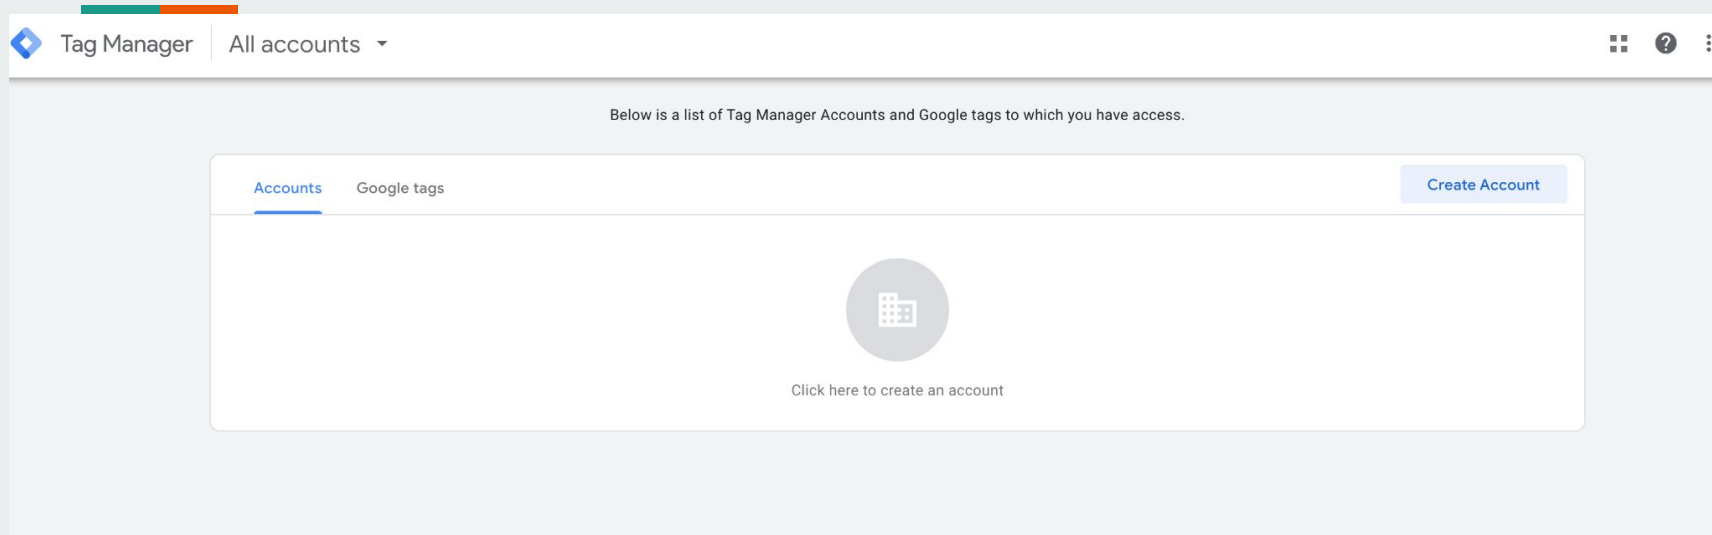 Tag Manager All accounts
Below is a list of Tag Manager Accounts and Google tags to which you have access.
Accounts Google tags Create Account
Click here to create an account